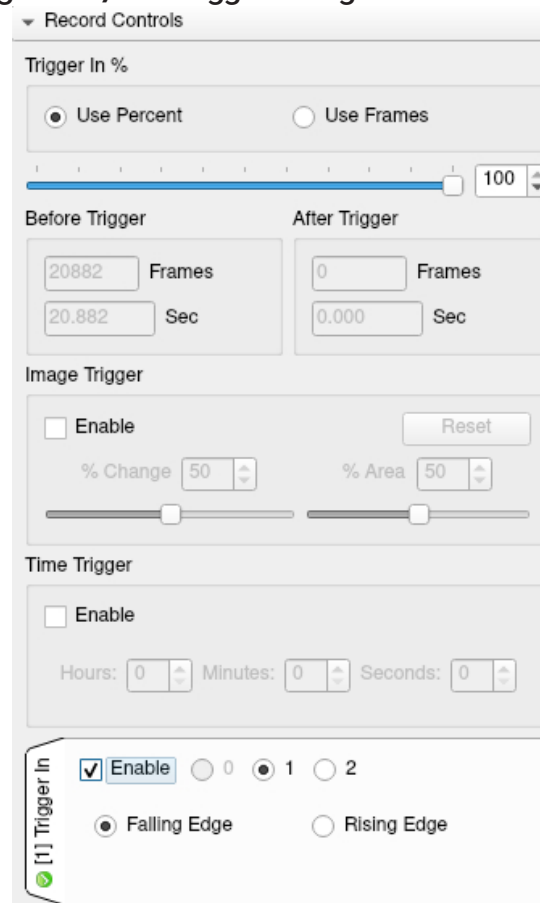 Record Controls
Trigger In %
Use Percent Use Frames
100
Before Trigger After Trigger
20882 Frames 0 Frames
20.882 Sec 0.000 Sec
Image Trigger
Enable Reset
% Change 50 % Area 50
Time Trigger
Enable
Hours: 0 Minutes: 0 Seconds: 0
[1] Trigger In
Enable 0 1 2
Falling Edge Rising Edge